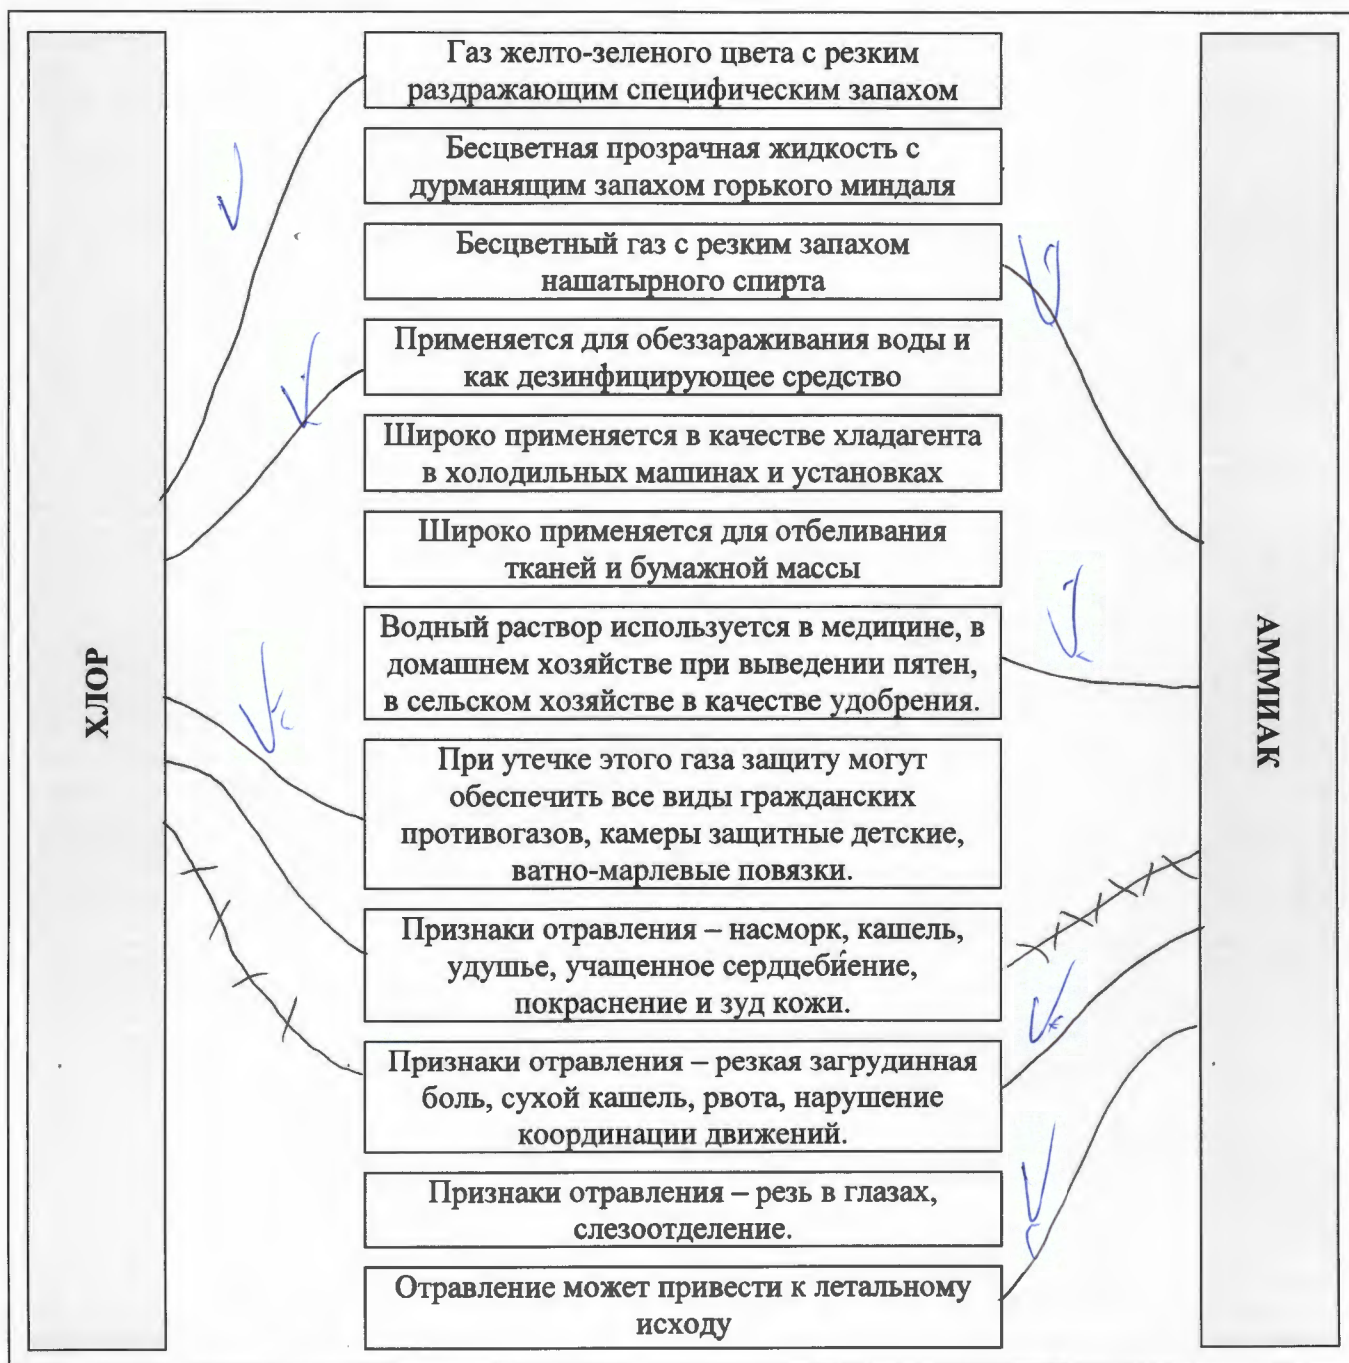 ХЛОР
Газ желто-зеленого цвета с резким
раздражающим специфическим запахом
Бесцветная прозрачная жидкость с
дурманящим запахом горького миндаля
Бесцветный газ с резким запахом
нашатырного спирта
Применяется для обеззараживания воды и
как дезинфицирующее средство
Широко применяется в качестве хладагента
в холодильных машинах и установках
Широко применяется для отбеливания
тканей и бумажной массы
Водный раствор используется в медицине, в
домашнем хозяйстве при выведении пятен,
в сельском хозяйстве в качестве удобрения.
При утечке этого газа защиту могут
обеспечить все виды гражданских
противогазов, камеры защитные детские,
ватно-марлевые повязки.
Признаки отравления – насморк, кашель,
удушье, учащенное сердцебиение,
покраснение и зуд кожи.
Признаки отравления – резкая загрудинная
боль, сухой кашель, рвота, нарушение
координации движений.
Признаки отравления – резь в глазах,
слезоотделение.
Отравление может привести к летальному
исходу
АММИАК